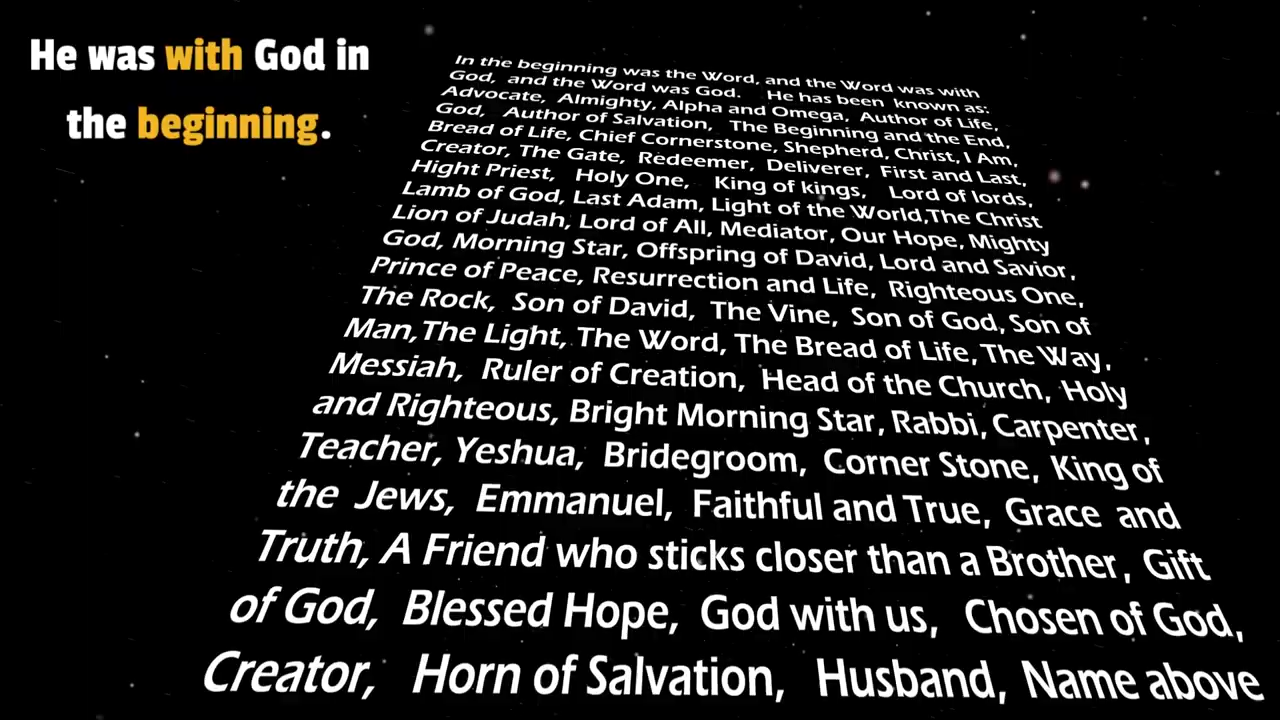 He was with God in
the beginning.
In the beginning was the Word, and the Word was with
God, and the Word was God. He has been known as:
Advocate, Almighty, Alpha and Omega, Author of Life,
God, Author of Salvation, The Beginning and the End,
Bread of Life, Chief Cornerstone, Shepherd, Christ, I Am,
Creator, The Gate, Redeemer, Deliverer, First and Last,
Hight Priest, Holy One, King of kings, Lord of lords,
Lamb of God, Last Adam, Light of the World,The Christ
Lion of Judah, Lord of All, Mediator, Our Hope, Mighty
God, Morning Star, Offspring of David, Lord and Savior,
Prince of Peace, Resurrection and Life, Righteous One,
The Rock, Son of David, The Vine, Son of God, Son of
Man,The Light, The Word, The Bread of Life, The Way,
Messiah, Ruler of Creation, Head of the Church, Holy
and Righteous, Bright Morning Star, Rabbi, Carpenter,
Teacher, Yeshua, Bridegroom, Corner Stone, King of
the Jews, Emmanuel, Faithful and True, Grace and
Truth, A Friend who sticks closer than a Brother, Gift
of God, Blessed Hope, God with us, Chosen of God,
Creator, Horn of Salvation, Husband, Name above